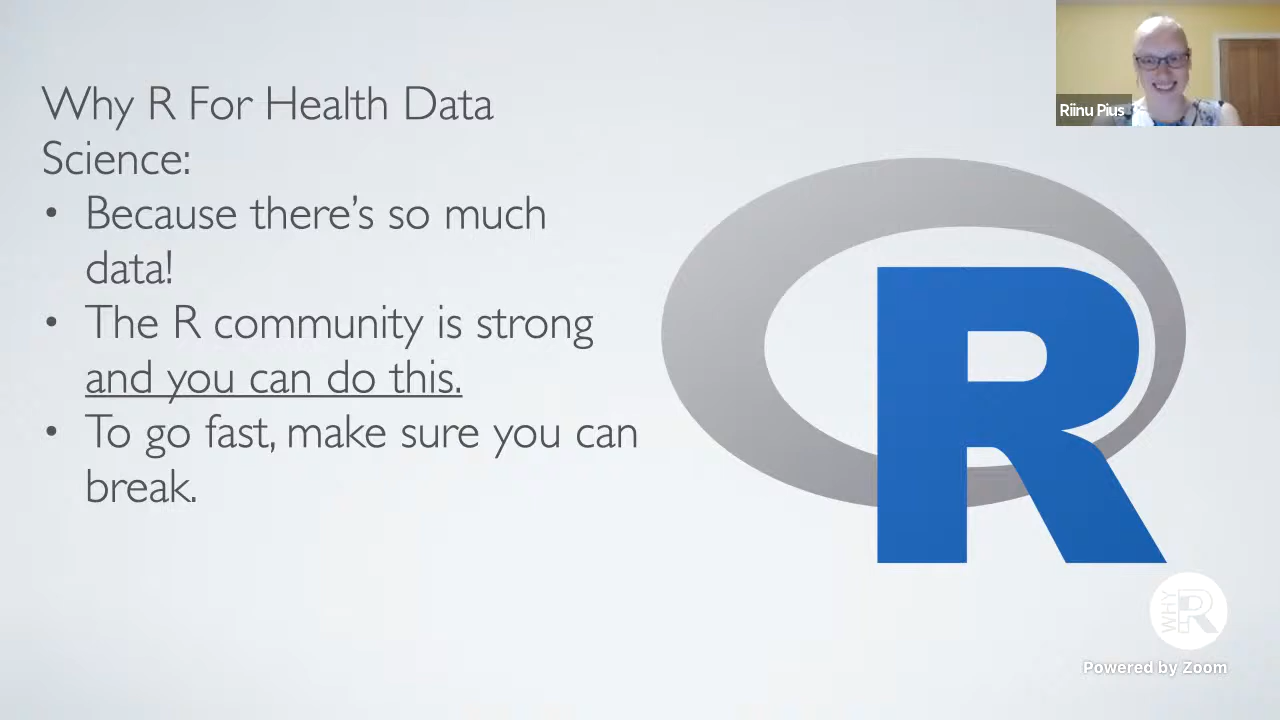 Why R For Health Data
Science:
• Because there's so much
data!
• The R community is strong
and you can do this.
• To go fast, make sure you can
break.
Riinu Pius
R
WHY R
Powered by Zoom